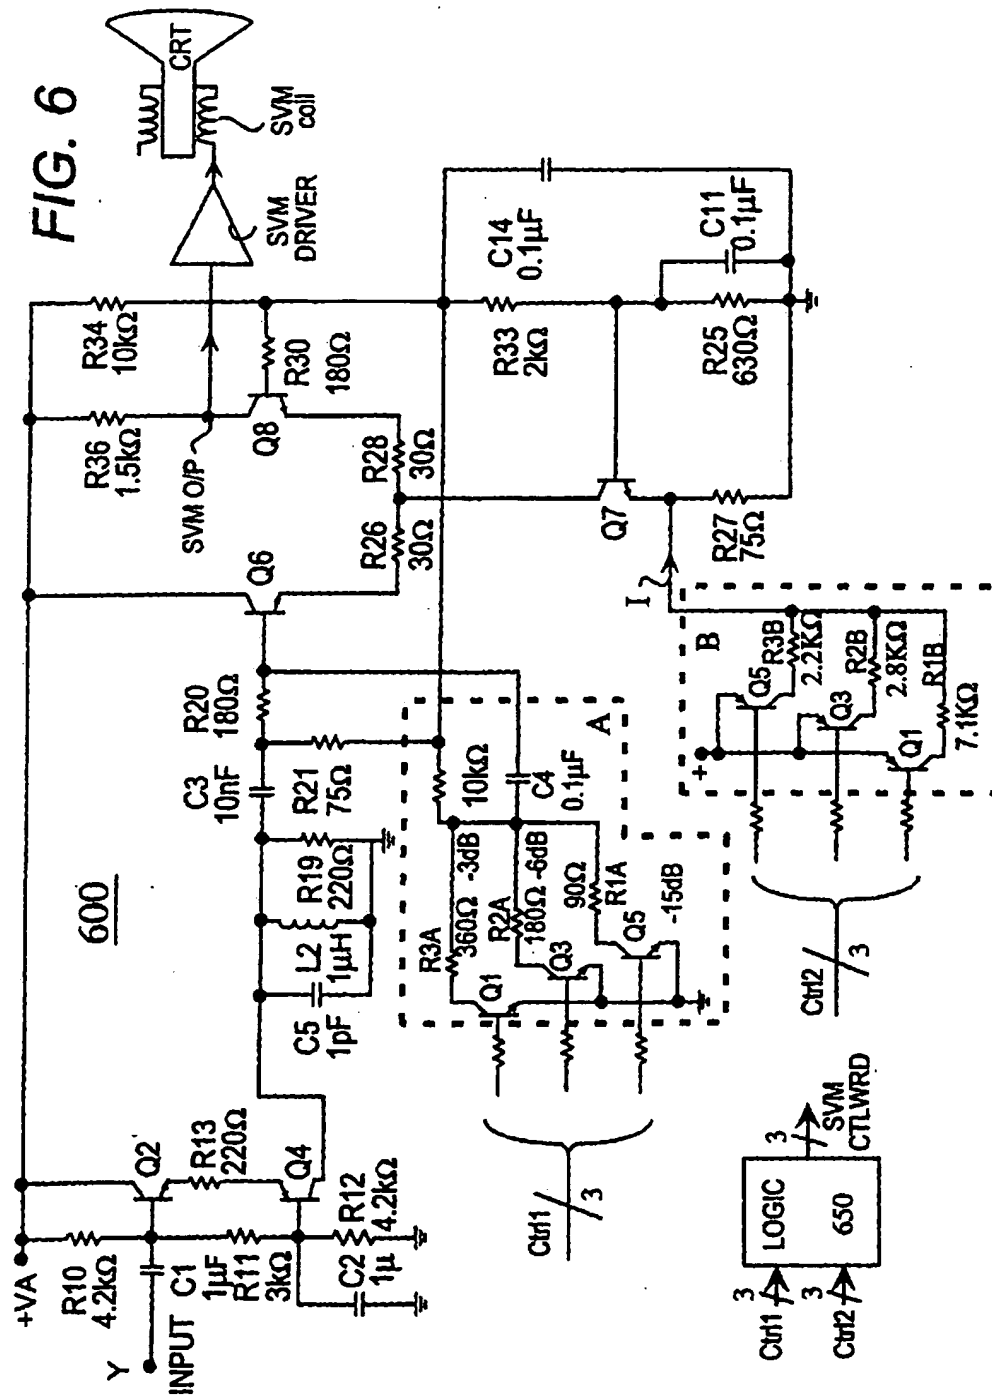 FIG. 6
600
CRT
SVM
coil
SVM
DRIVER
+VA
R10
4.2kΩ
Y
INPUT
C1
1µF
R11
3kΩ
C2
1µ
R12
4.2kΩ
Q2
R13
220Ω
Q4
C5
1pF
L2
1µH
R19
220Ω
C3
10nF
R21
75Ω
R20
180Ω
Q6
R26
30Ω
R28
30Ω
Q8
R30
180Ω
R36
1.5kΩ
SVM O/P
R34
10kΩ
R33
2kΩ
C14
0.1µF
C11
0.1µF
R25
630Ω
Q7
R27
75Ω
I
A
10kΩ
C4
0.1µF
R3A
360Ω
-3dB
R2A
180Ω
-6dB
90Ω
R1A
-15dB
Q1
Q3
Q5
Ctrl1
3
B
+
Q5
R3B
2.2KΩ
Q3
R2B
2.8KΩ
Q1
R1B
7.1KΩ
Ctrl2
3
Ctrl1
3
Ctrl2
3
LOGIC
650
3
SVM
CTLWRD